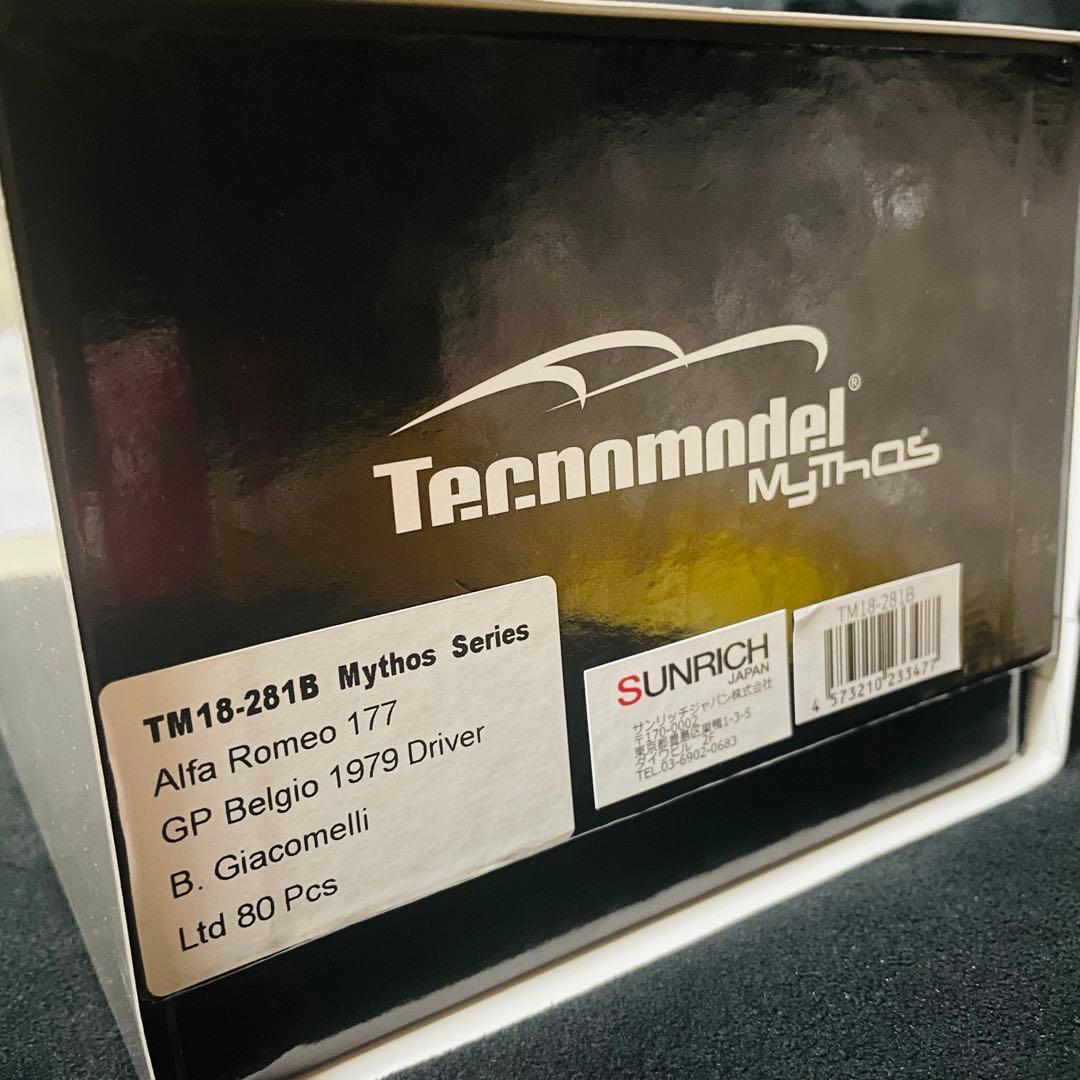 Tecnomodel®
Mythos
TM18-281B Mythos Series
Alfa Romeo 177
GP Belgio 1979 Driver
B. Giacomelli
Ltd 80 Pcs
SUNRICH
JAPAN
サンリッチジャパン株式会社
〒170-0002
東京都豊島区巣鴨1-3-5
ダイワビル 2F
TEL.03-6902-0683
TM18-281B
4 573210 233477